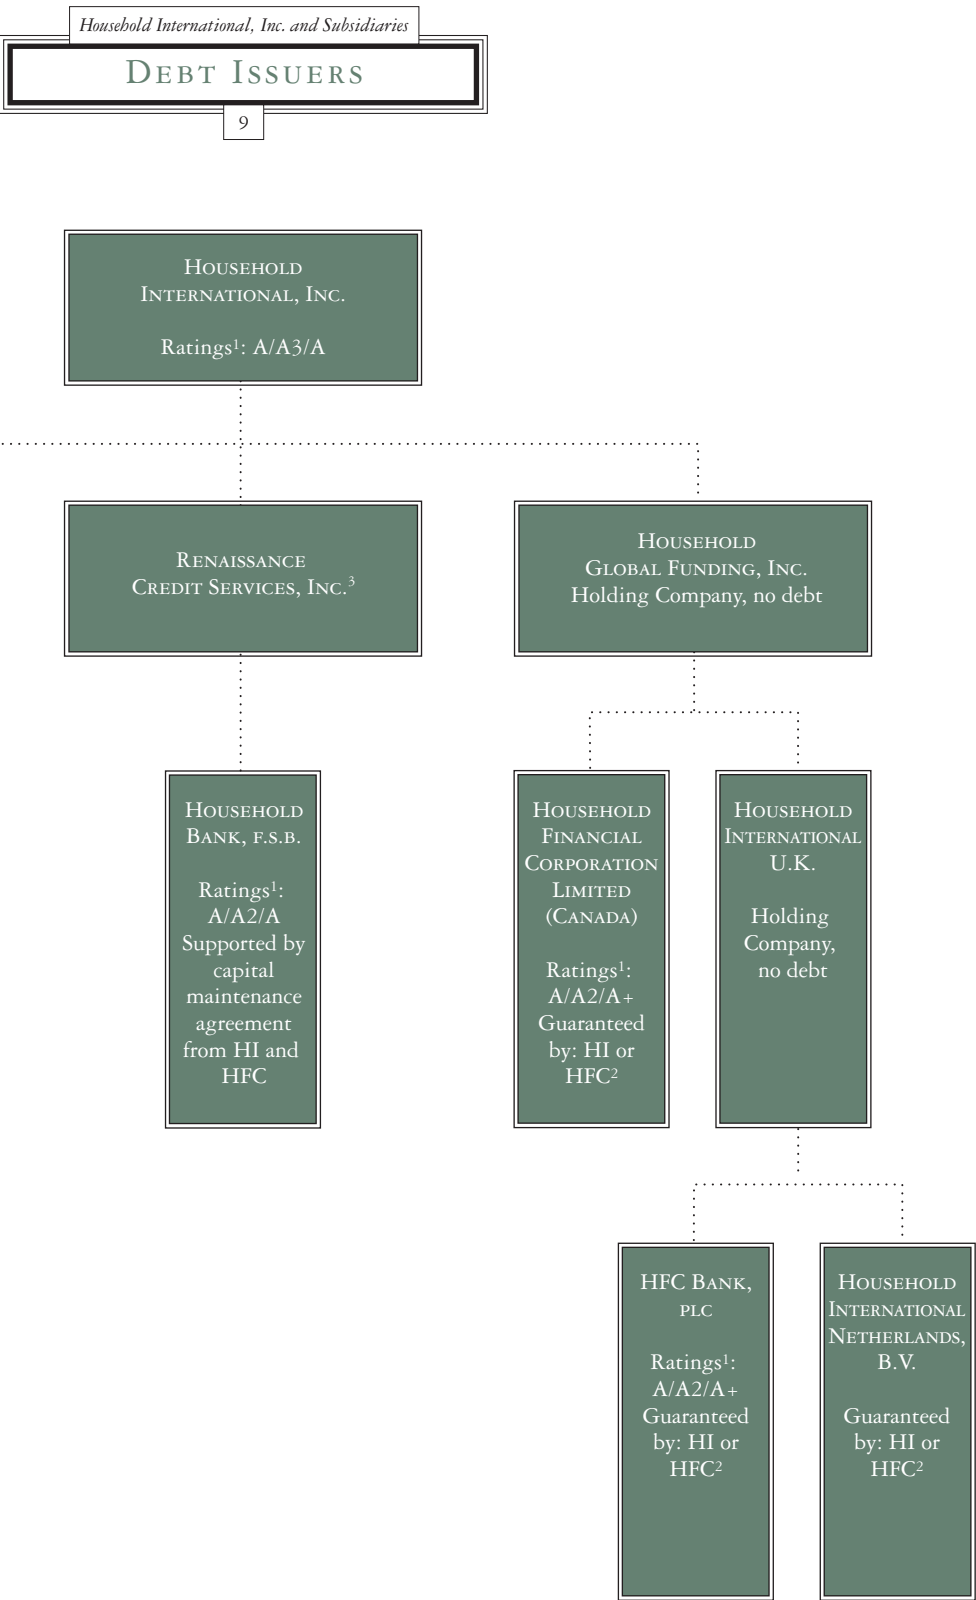 Household International, Inc. and Subsidiaries
Debt Issuers
9
Household
International, Inc.
Ratings¹: A/A3/A
Renaissance
Credit Services, Inc.³
Household
Global Funding, Inc.
Holding Company, no debt
Household
Bank, f.s.b.
Ratings¹:
A/A2/A
Supported by
capital
maintenance
agreement
from HI and
HFC
Household
Financial
Corporation
Limited
(Canada)
Ratings¹:
A/A2/A+
Guaranteed
by: HI or
HFC²
Household
International
U.K.
Holding
Company,
no debt
HFC Bank,
plc
Ratings¹:
A/A2/A+
Guaranteed
by: HI or
HFC²
Household
International
Netherlands,
B.V.
Guaranteed
by: HI or
HFC²